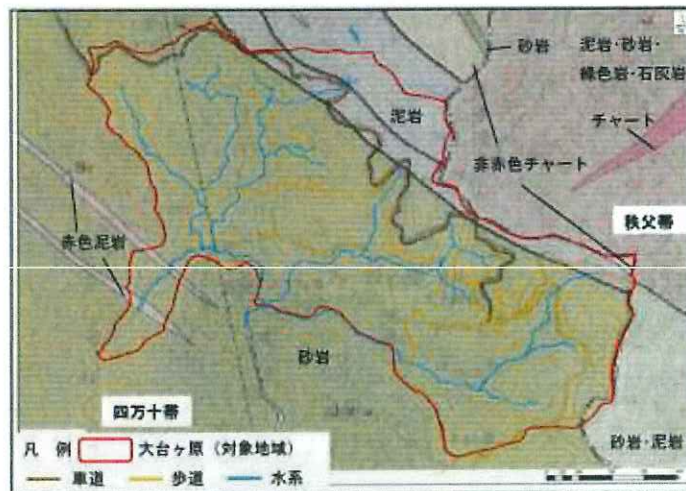 砂岩
泥岩・砂岩・
緑色岩・石灰岩
泥岩
チャート
非赤色チャート
秩父帯
赤色泥岩
砂岩
四万十帯
砂岩・泥岩
凡 例 大台ヶ原(対象地域)
車道 歩道 水系